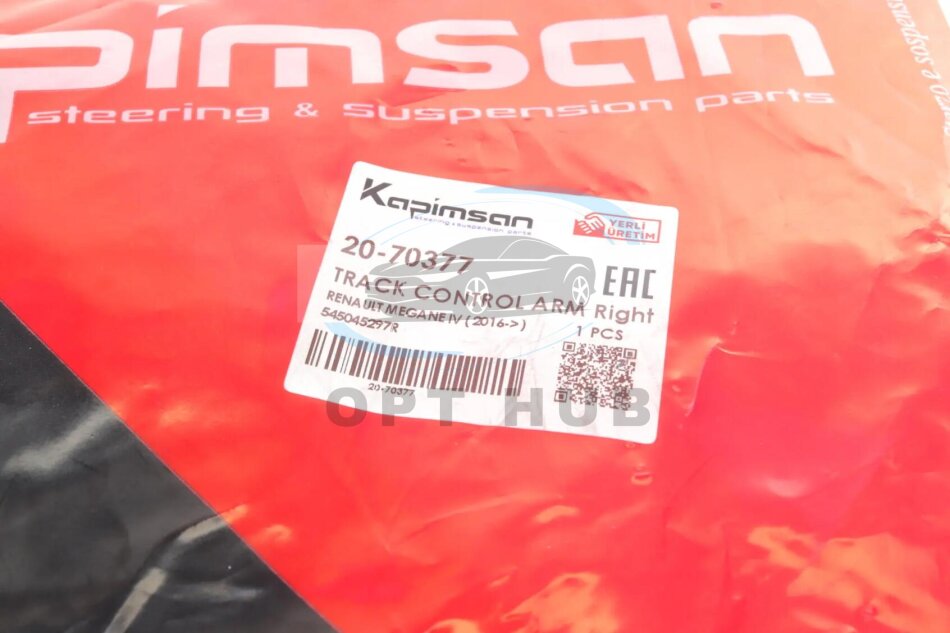 pimsan
steering & suspension parts
Kapimsan
steering & suspension parts
YERLİ
ÜRETİM
20-70377
EAC
TRACK CONTROL ARM Right
RENAULT MEGANE IV ( 2016-> )
1 PCS
545045297R
20-70377
OPT HUB